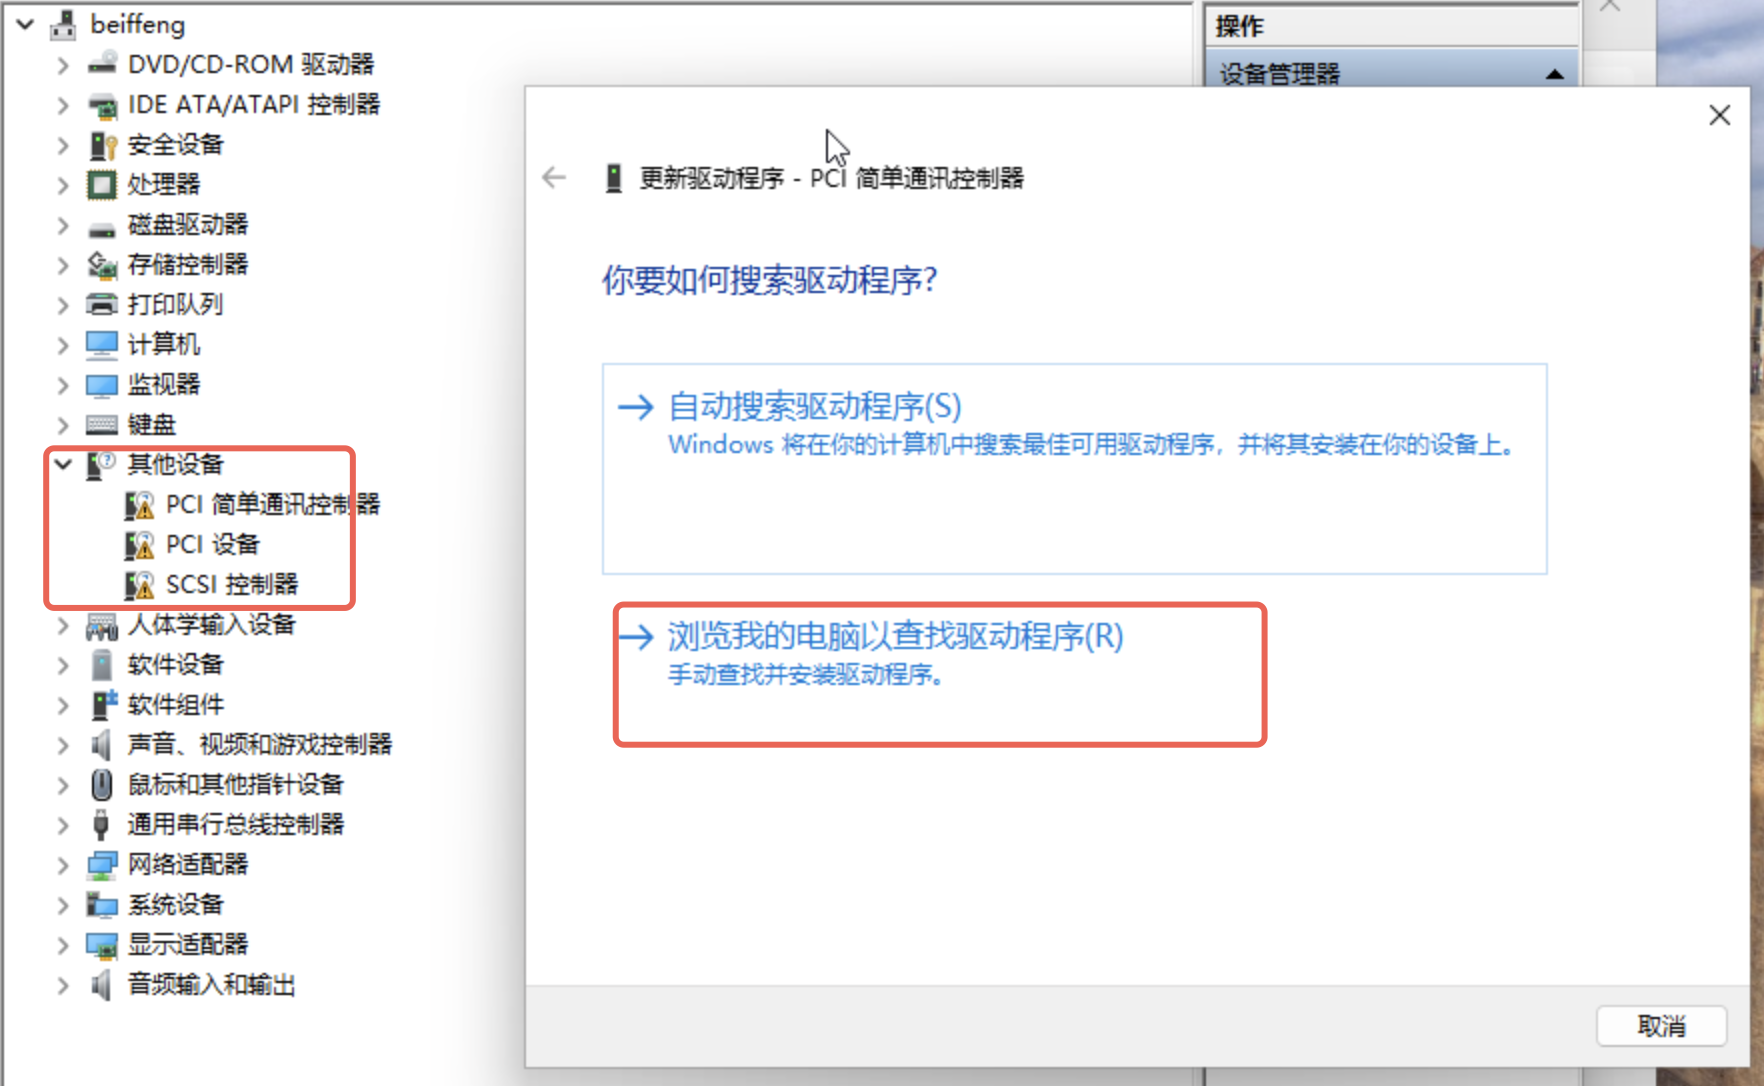 beiffeng
DVD/CD-ROM 驱动器
IDE ATA/ATAPI 控制器
安全设备
处理器
磁盘驱动器
存储控制器
打印队列
计算机
监视器
键盘
其他设备
PCI 简单通讯控制器
PCI 设备
SCSI 控制器
人体学输入设备
软件设备
软件组件
声音、视频和游戏控制器
鼠标和其他指针设备
通用串行总线控制器
网络适配器
系统设备
显示适配器
音频输入和输出
操作
设备管理器
更新驱动程序 - PCI 简单通讯控制器
你要如何搜索驱动程序?
自动搜索驱动程序(S)
Windows 将在你的计算机中搜索最佳可用驱动程序，并将其安装在你的设备上。
浏览我的电脑以查找驱动程序(R)
手动查找并安装驱动程序。
取消